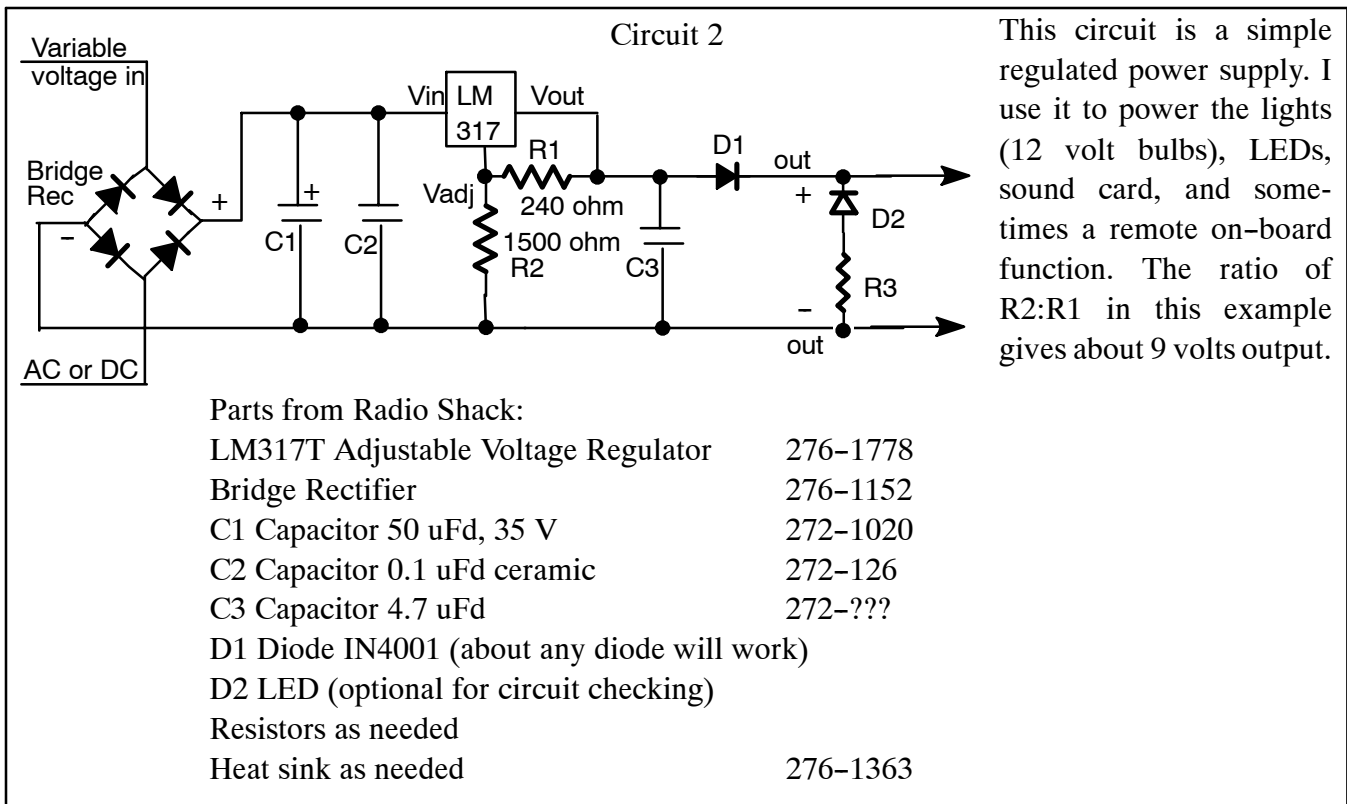 Circuit 2
Variable
voltage in
Bridge
Rec
+
−
AC or DC
+
C1
C2
Vin
LM
317
Vout
Vadj
R1
240 ohm
1500 ohm
R2
C3
D1
out
+
D2
R3
−
out
This circuit is a simple
regulated power supply. I
use it to power the lights
(12 volt bulbs), LEDs,
sound card, and some-
times a remote on-board
function. The ratio of
R2:R1 in this example
gives about 9 volts output.
Parts from Radio Shack:
LM317T Adjustable Voltage Regulator 276-1778
Bridge Rectifier 276-1152
C1 Capacitor 50 uFd, 35 V 272-1020
C2 Capacitor 0.1 uFd ceramic 272-126
C3 Capacitor 4.7 uFd 272-???
D1 Diode IN4001 (about any diode will work)
D2 LED (optional for circuit checking)
Resistors as needed
Heat sink as needed 276-1363